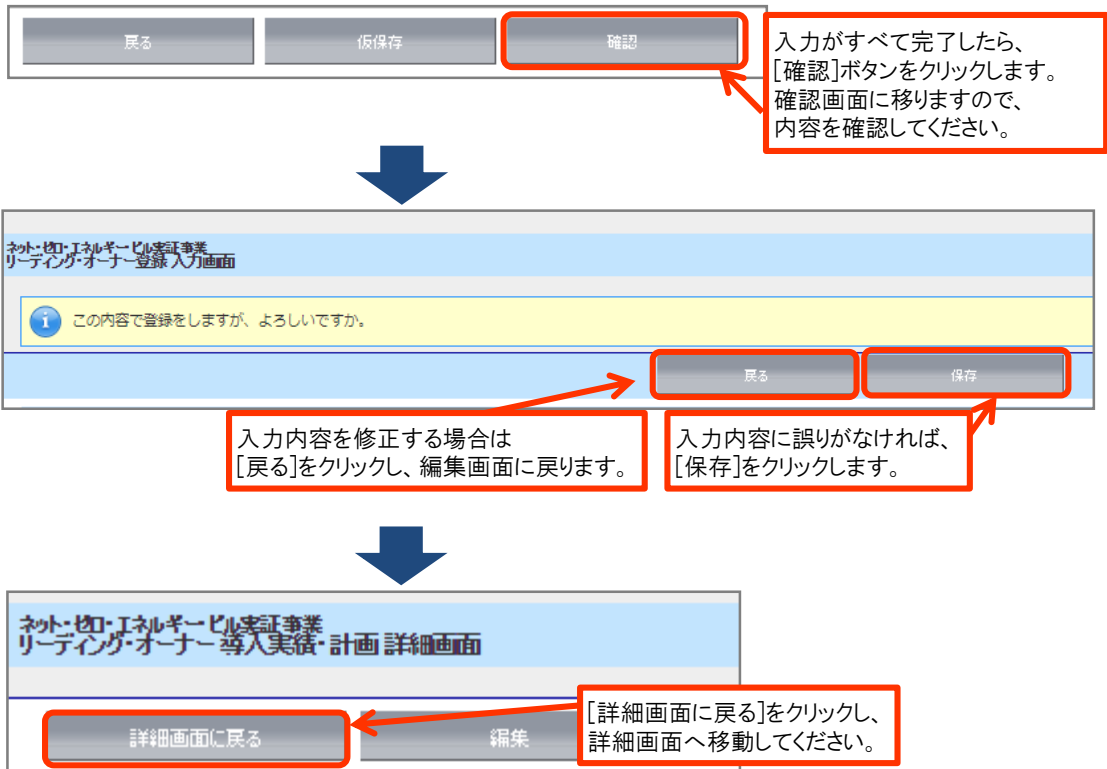 戻る
仮保存
確認
入力がすべて完了したら、
[確認]ボタンをクリックします。
確認画面に移りますので、
内容を確認してください。
ネット・ゼロ・エネルギービル実証事業
リーディング・オーナー登録 入力画面
この内容で登録をしますが、よろしいですか。
戻る
保存
入力内容を修正する場合は
[戻る]をクリックし、編集画面に戻ります。
入力内容に誤りがなければ、
[保存]をクリックします。
ネット・ゼロ・エネルギービル実証事業
リーディング・オーナー 導入実績・計画 詳細画面
詳細画面に戻る
編集
[詳細画面に戻る]をクリックし、
詳細画面へ移動してください。